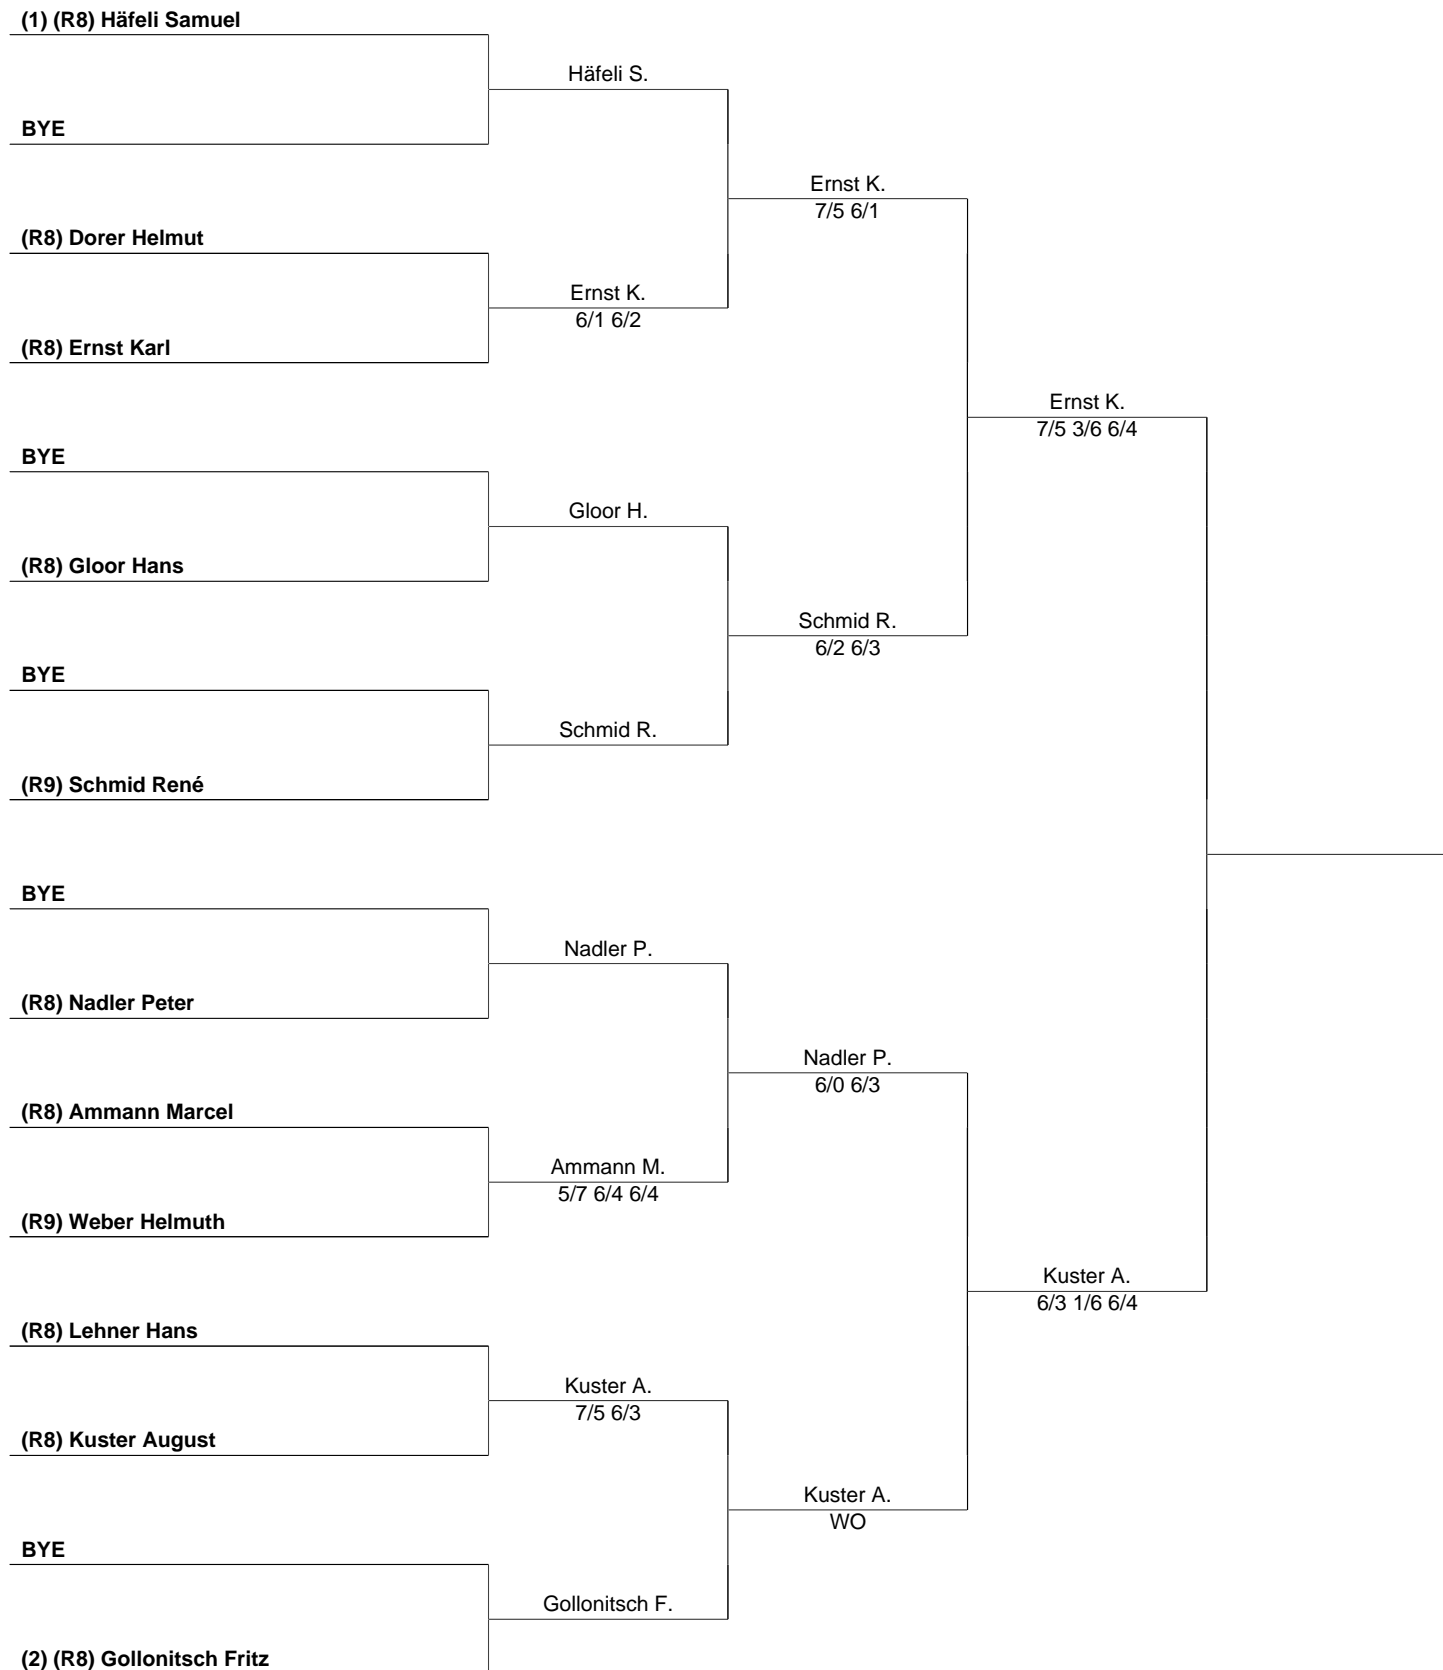 (1) (R8) Häfeli Samuel
Häfeli S.
BYE
Ernst K.
7/5 6/1
(R8) Dorer Helmut
Ernst K.
6/1 6/2
(R8) Ernst Karl
Ernst K.
7/5 3/6 6/4
BYE
Gloor H.
(R8) Gloor Hans
Schmid R.
6/2 6/3
BYE
Schmid R.
(R9) Schmid René
BYE
Nadler P.
(R8) Nadler Peter
Nadler P.
6/0 6/3
(R8) Ammann Marcel
Ammann M.
5/7 6/4 6/4
(R9) Weber Helmuth
Kuster A.
6/3 1/6 6/4
(R8) Lehner Hans
Kuster A.
7/5 6/3
(R8) Kuster August
Kuster A.
WO
BYE
Gollonitsch F.
(2) (R8) Gollonitsch Fritz